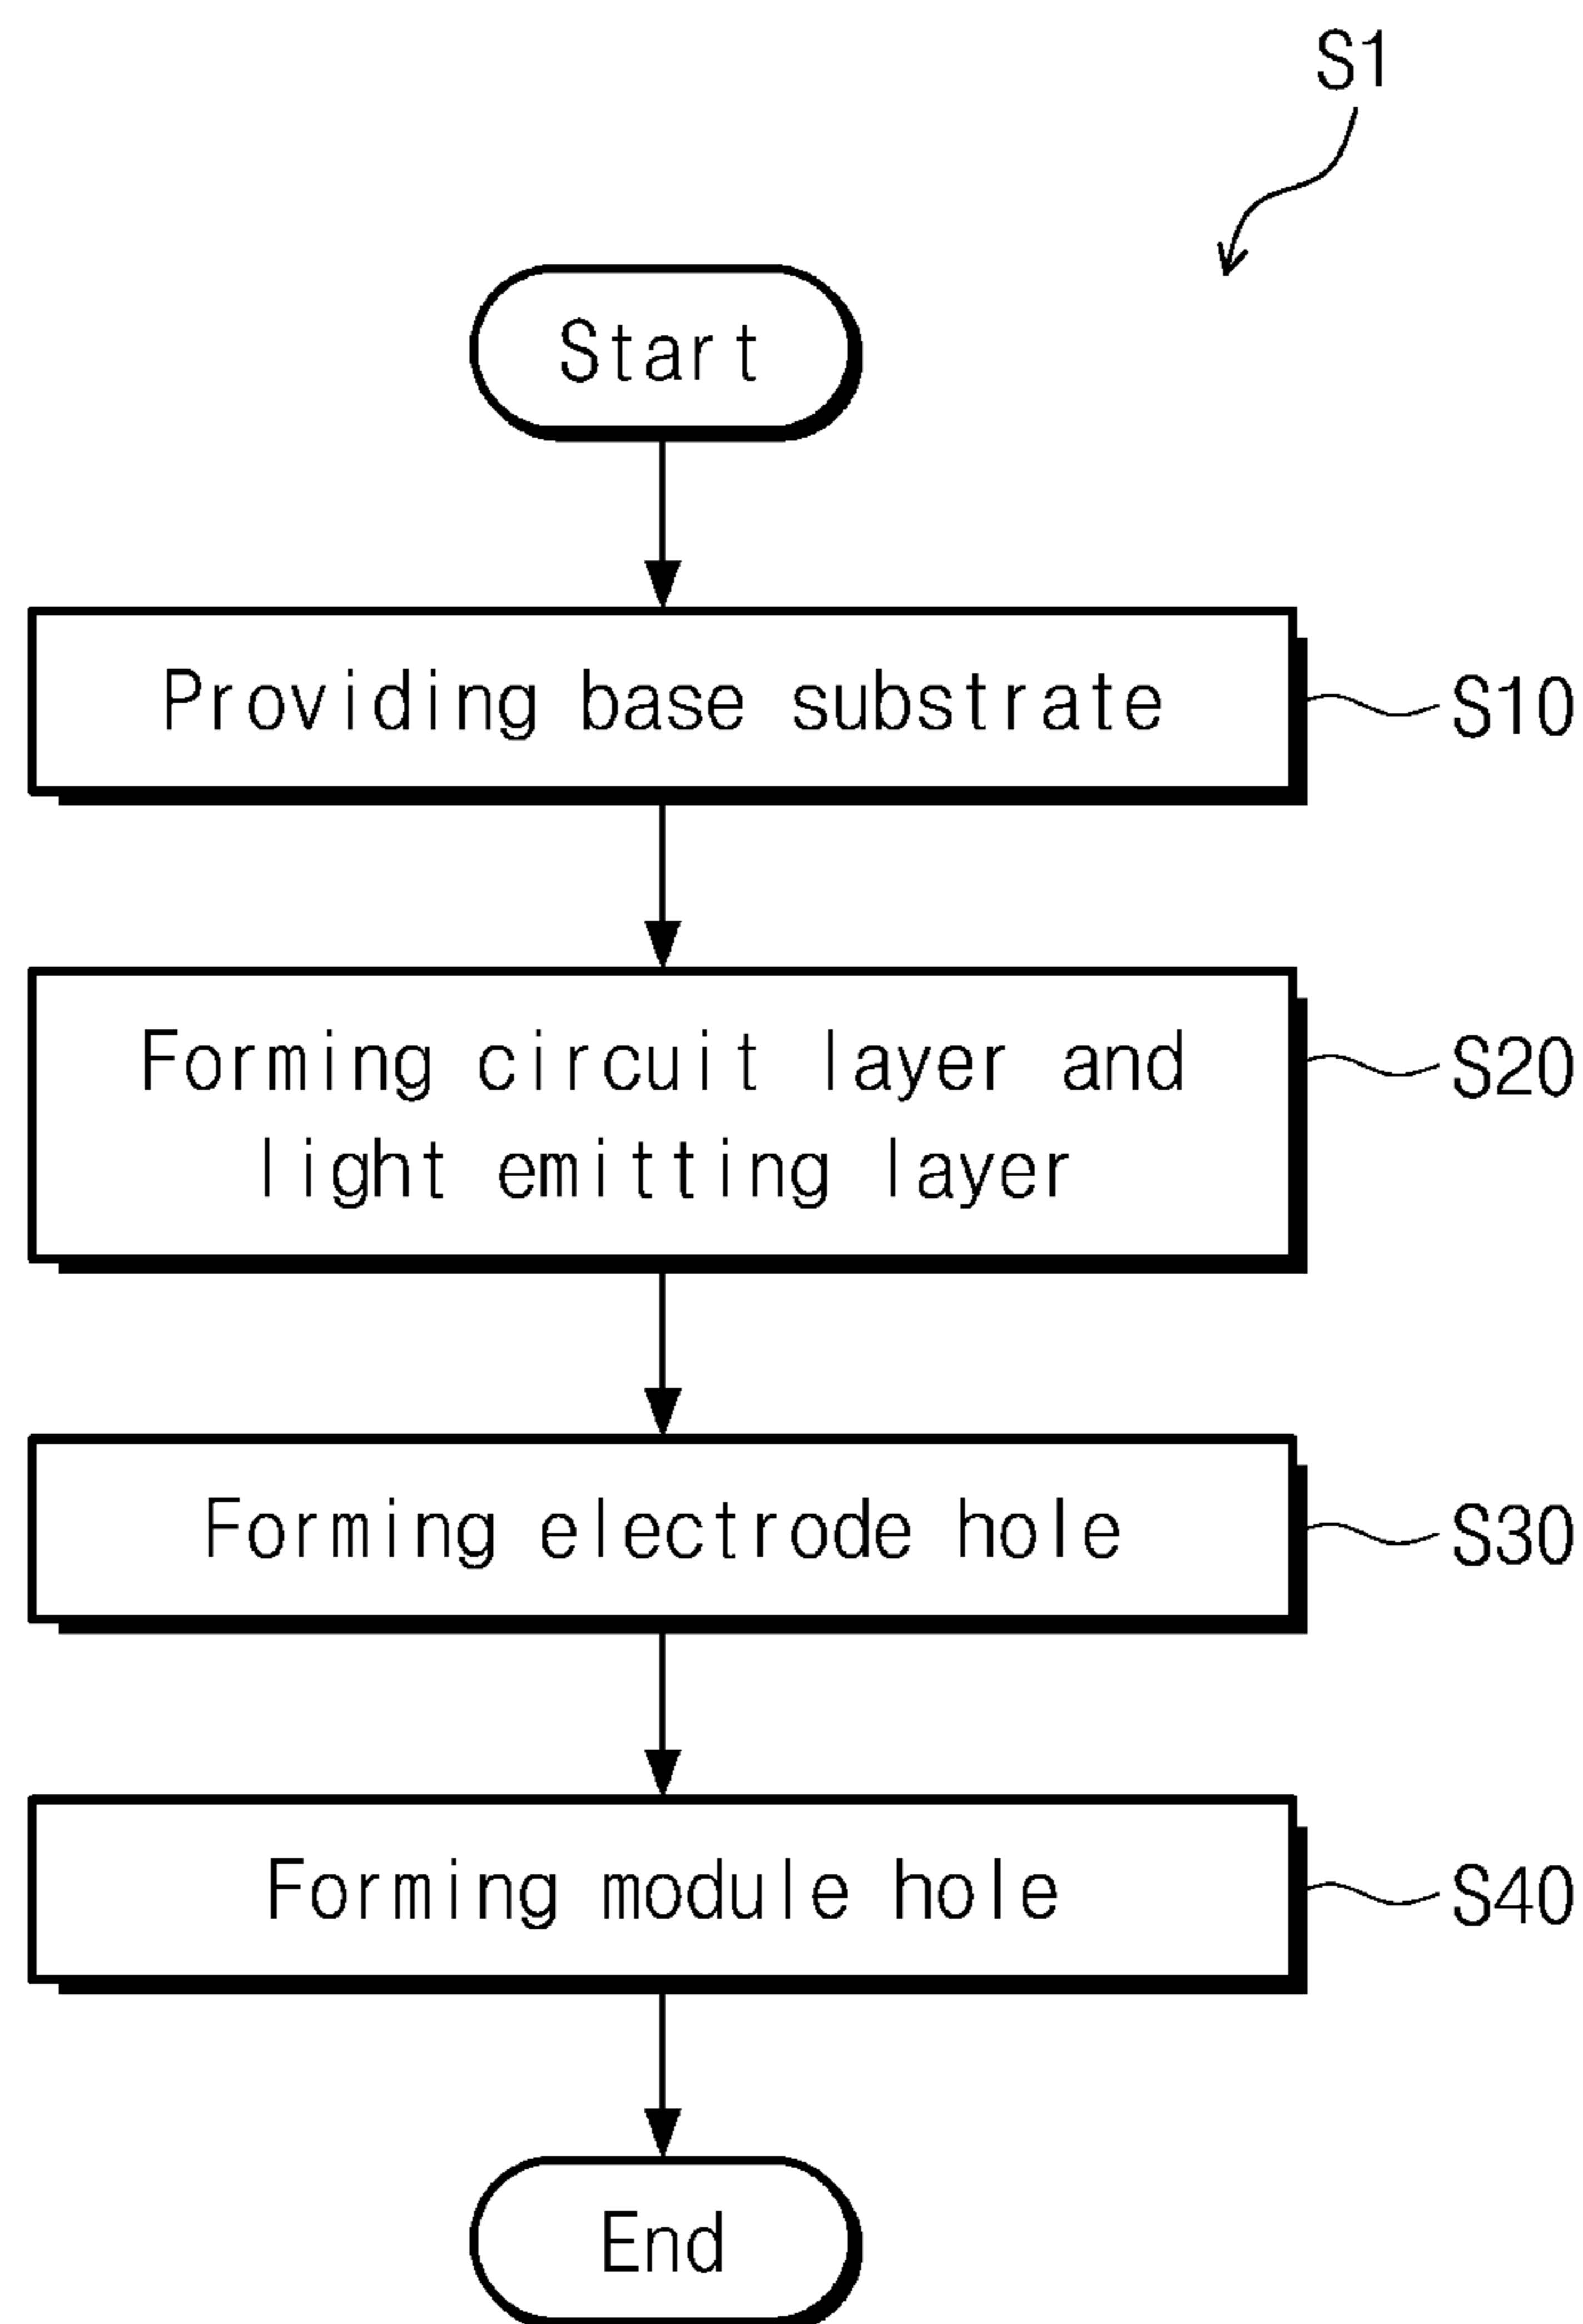 S1
Start
Providing base substrate
S10
Forming circuit layer and
light emitting layer
S20
Forming electrode hole
S30
Forming module hole
S40
End